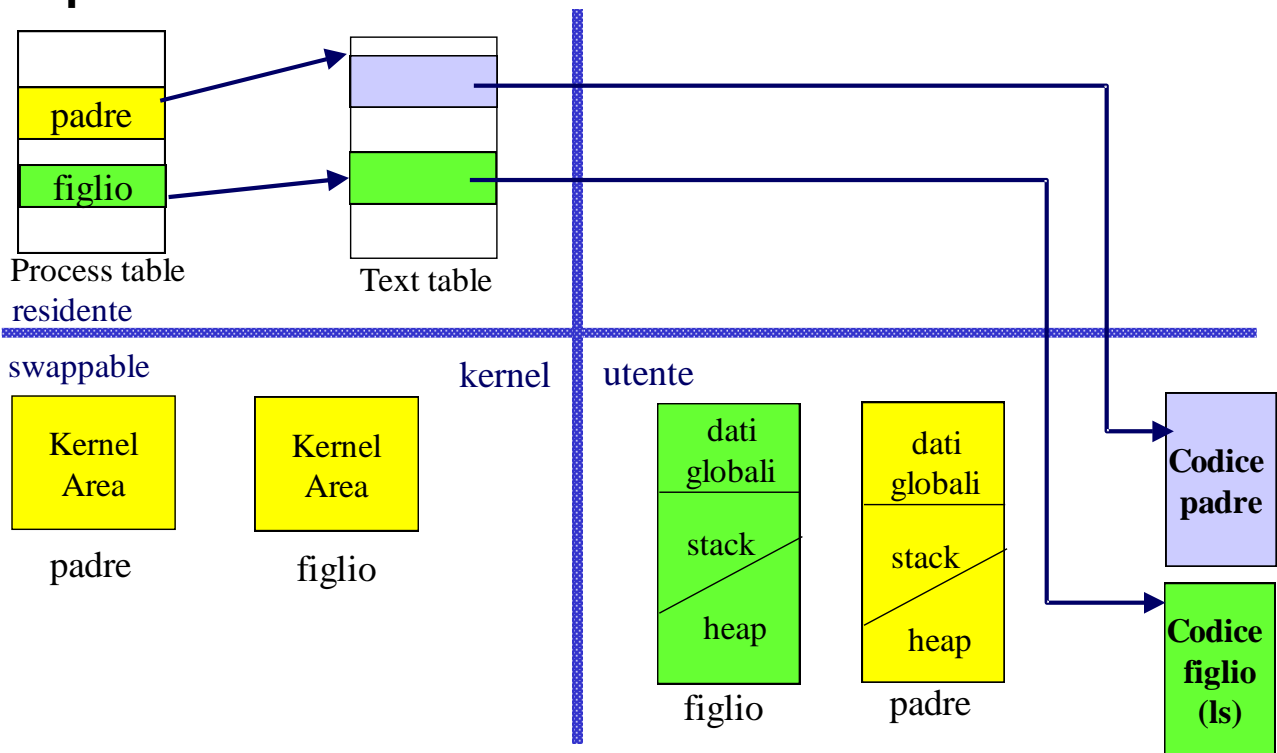 padre
figlio
Process table
residente
Text table
swappable
kernel
utente
Kernel
Area
padre
Kernel
Area
figlio
dati
globali
stack
heap
figlio
dati
globali
stack
heap
padre
Codice
padre
Codice
figlio
(ls)